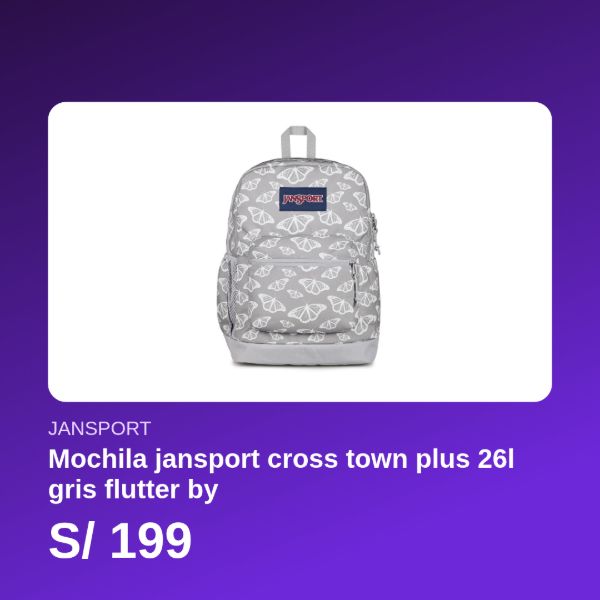 JANSPORT
JANSPORT
Mochila jansport cross town plus 26l
gris flutter by
S/ 199